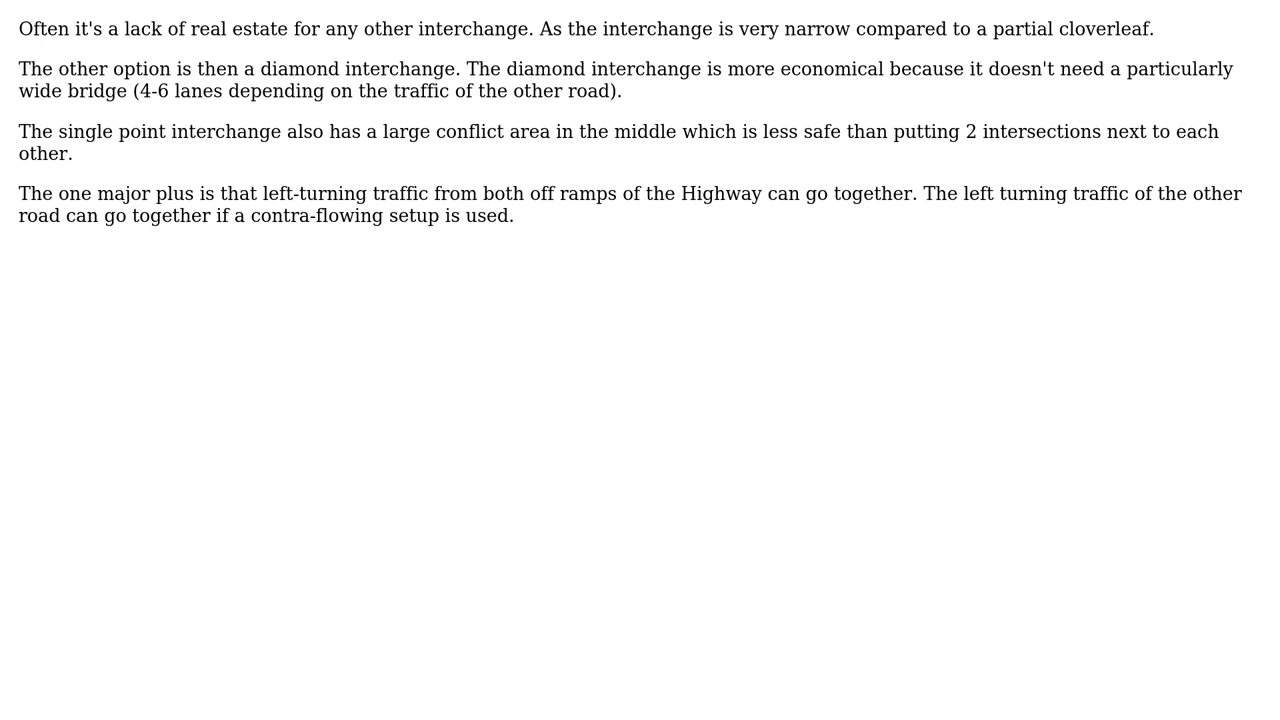 Often it's a lack of real estate for any other interchange. As the interchange is very narrow compared to a partial cloverleaf.
The other option is then a diamond interchange. The diamond interchange is more economical because it doesn't need a particularly
wide bridge (4-6 lanes depending on the traffic of the other road).
The single point interchange also has a large conflict area in the middle which is less safe than putting 2 intersections next to each
other.
The one major plus is that left-turning traffic from both off ramps of the Highway can go together. The left turning traffic of the other
road can go together if a contra-flowing setup is used.